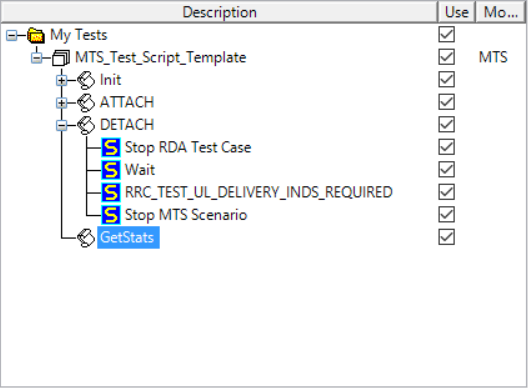 Description Use Mo...
My Tests
MTS_Test_Script_Template MTS
Init
ATTACH
DETACH
S Stop RDA Test Case
S Wait
S RRC_TEST_UL_DELIVERY_INDS_REQUIRED
S Stop MTS Scenario
GetStats